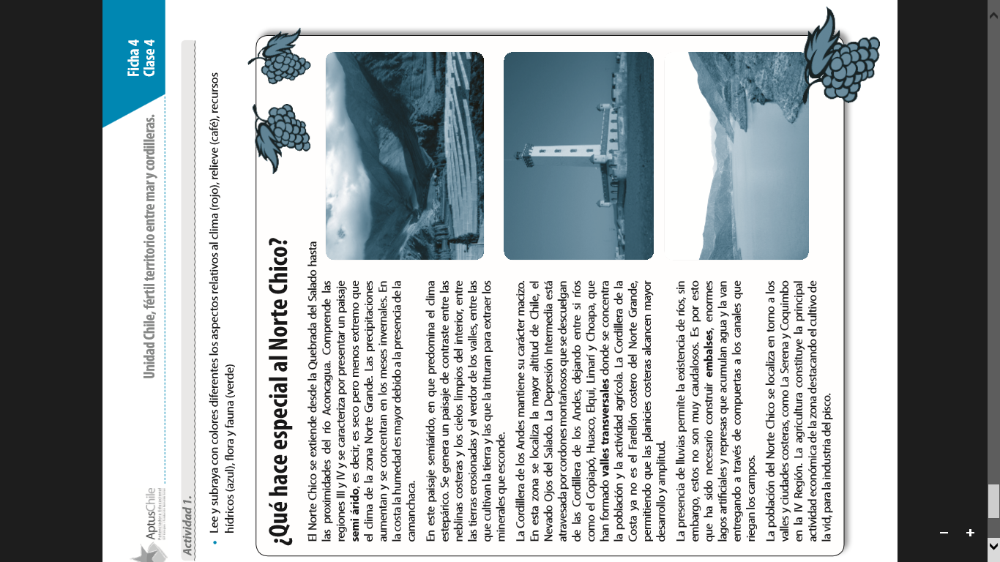 Ficha 4
Clase 4
Unidad Chile, fértil territorio entre mar y cordilleras.
AptusChile
Actividad 1.
• Lee y subraya con colores diferentes los aspectos relativos al clima (rojo), relieve (café), recursos
hídricos (azul), flora y fauna (verde)
¿Qué hace especial al Norte Chico?
El Norte Chico se extiende desde la Quebrada del Salado hasta
las proximidades del río Aconcagua. Comprende las
regiones III y IV y se caracteriza por presentar un paisaje
semi árido, es decir, es seco pero menos extremo que
el clima de la zona Norte Grande. Las precipitaciones
aumentan y se concentran en los meses invernales. En
la costa la humedad es mayor debido a la presencia de la
camanchaca.
En este paisaje semiárido, en que predomina el clima
estepárico. Se genera un paisaje de contraste entre las
neblinas costeras y los cielos limpios del interior, entre
las tierras erosionadas y el verdor de los valles, entre las
que cultivan la tierra y las que la trituran para extraer los
minerales que esconde.
La Cordillera de los Andes mantiene su carácter macizo.
En esta zona se localiza la mayor altitud de Chile, el
Nevado Ojos del Salado. La Depresión Intermedia está
atravesada por cordones montañosos que se descuelgan
de las Cordillera de los Andes, dejando entre sí ríos
como el Copiapó, Huasco, Elqui, Limarí y Choapa, que
han formado valles transversales donde se concentra
la población y la actividad agrícola. La Cordillera de la
Costa ya no es el Farellón costero del Norte Grande,
permitiendo que las planicies costeras alcancen mayor
desarrollo y amplitud.
La presencia de lluvias permite la existencia de ríos, sin
embargo, estos no son muy caudalosos. Es por esto
que ha sido necesario construir embalses, enormes
lagos artificiales y represas que acumulan agua y la van
entregando a través de compuertas a los canales que
riegan los campos.
La población del Norte Chico se localiza en torno a los
valles y ciudades costeras, como La Serena y Coquimbo
en la IV Región. La agricultura constituye la principal
actividad económica de la zona destacando el cultivo de
la vid, para la industria del pisco.